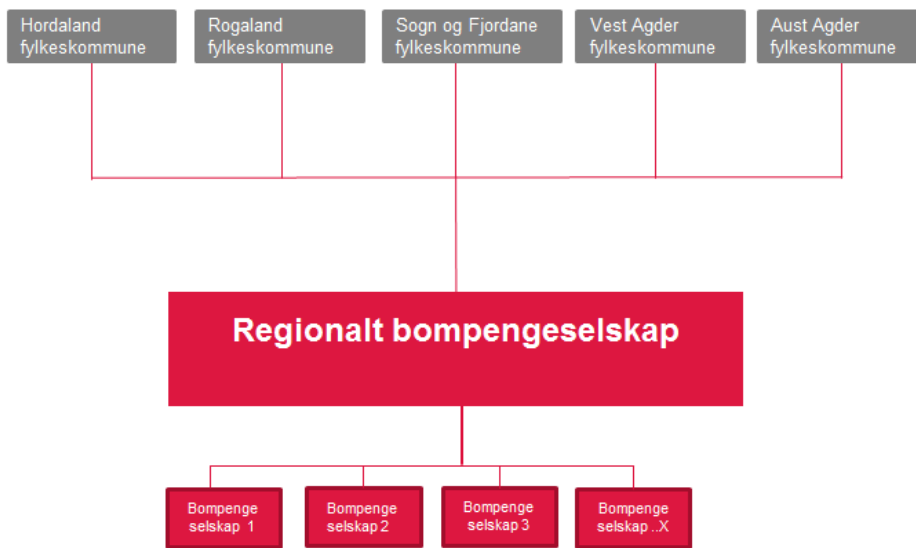 Hordaland
fylkeskommune
Rogaland
fylkeskommune
Sogn og Fjordane
fylkeskommune
Vest Agder
fylkeskommune
Aust Agder
fylkeskommune
Regionalt bompengeselskap
Bompenge
selskap 1
Bompenge
selskap 2
Bompenge
selskap 3
Bompenge
selskap ..X